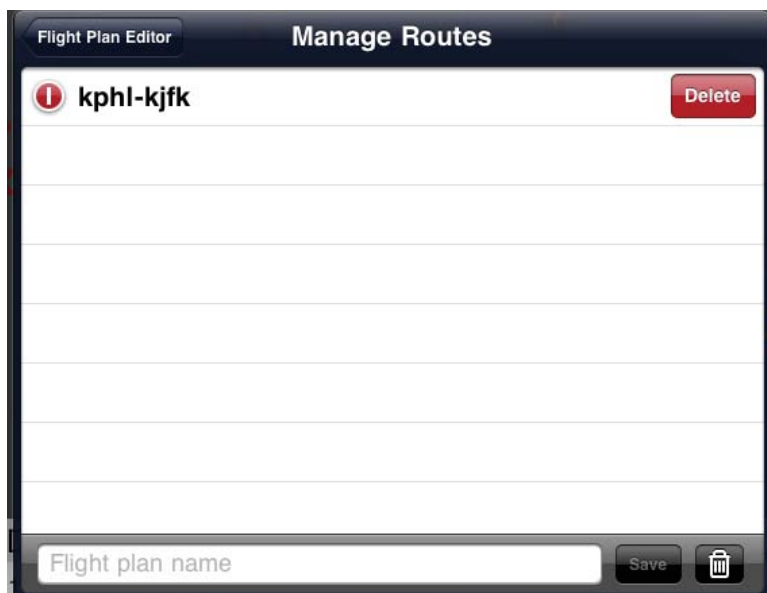 Flight Plan Editor
Manage Routes
kphl-kjfk
Delete
Flight plan name
Save